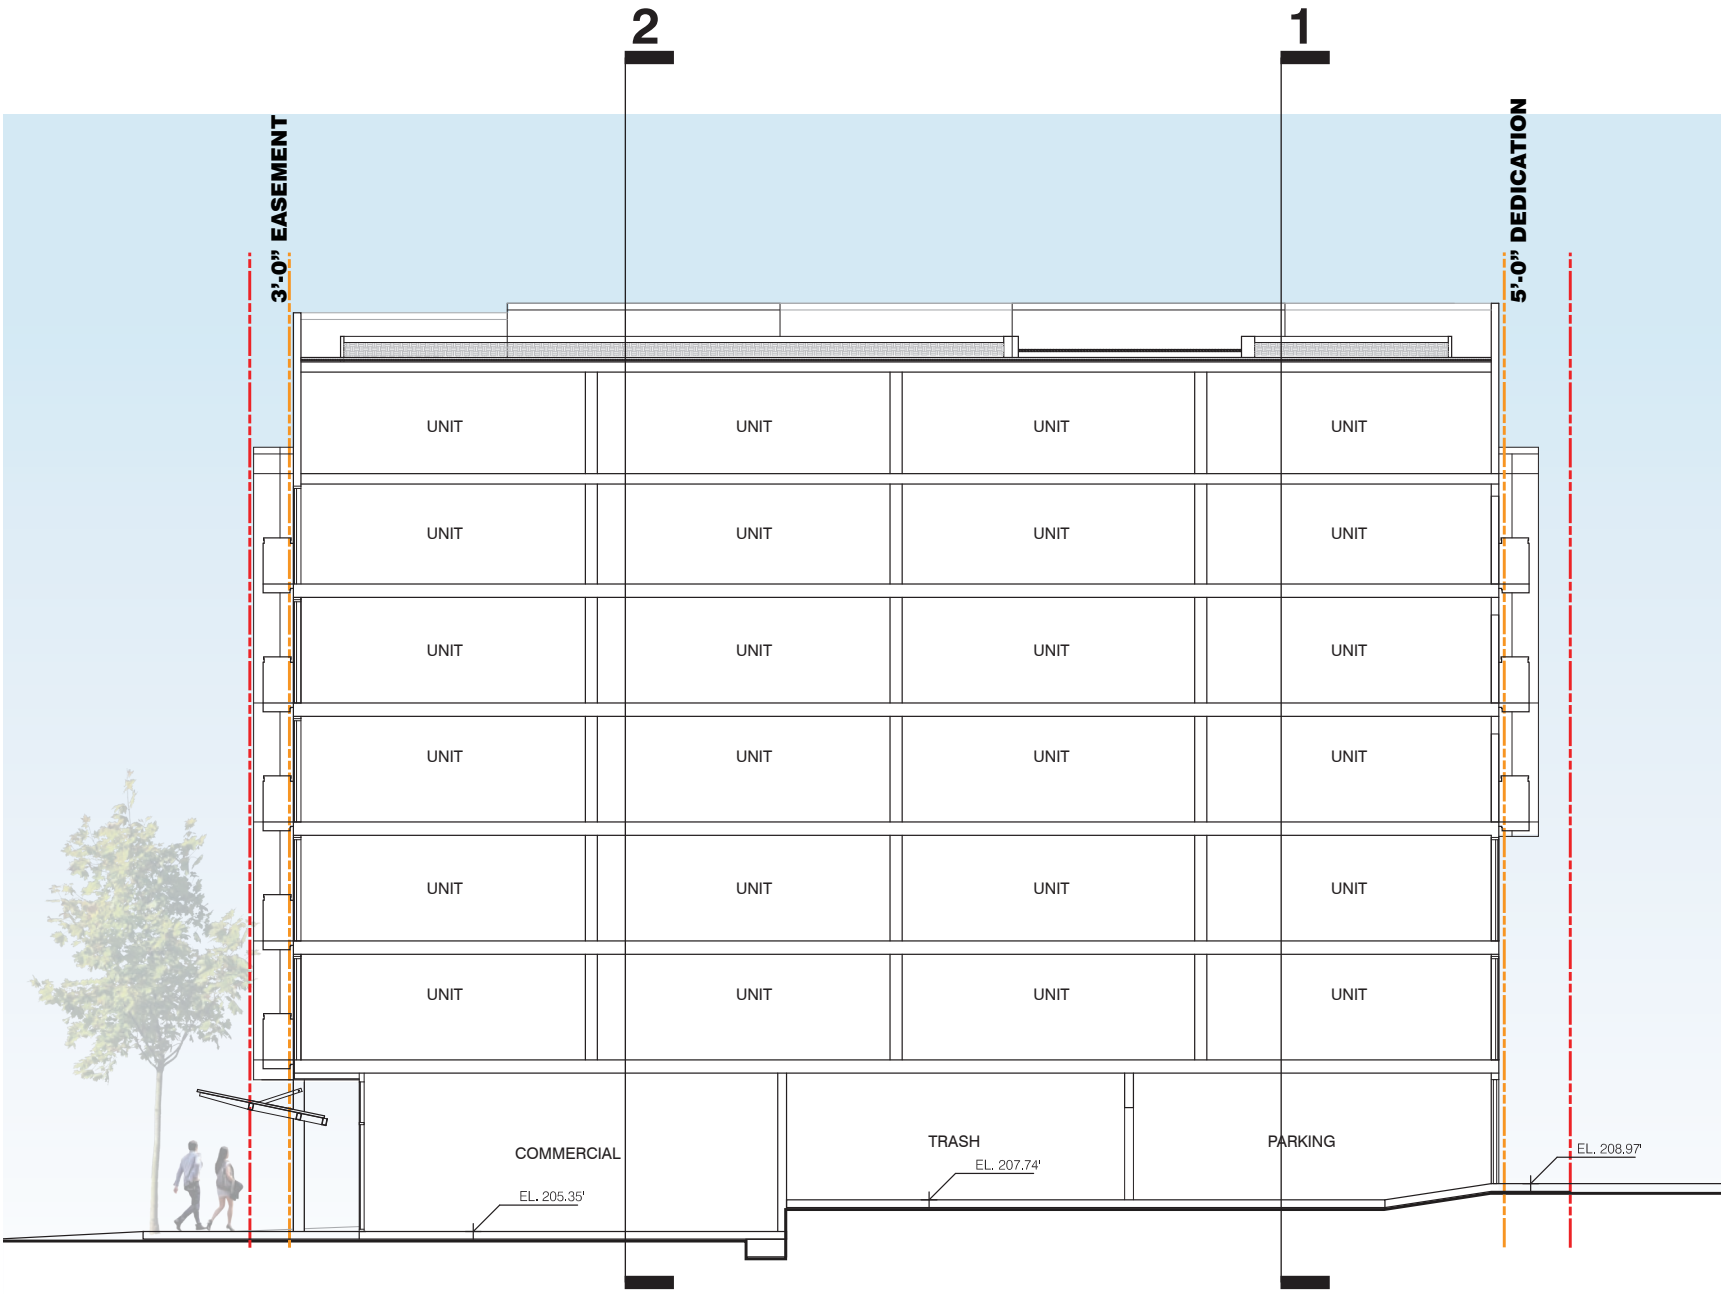 2
1
3'-0" EASEMENT
5'-0" DEDICATION
UNIT UNIT UNIT UNIT
UNIT UNIT UNIT UNIT
UNIT UNIT UNIT UNIT
UNIT UNIT UNIT UNIT
UNIT UNIT UNIT UNIT
UNIT UNIT UNIT UNIT
COMMERCIAL
TRASH
PARKING
EL. 205.35'
EL. 207.74'
EL. 208.97'